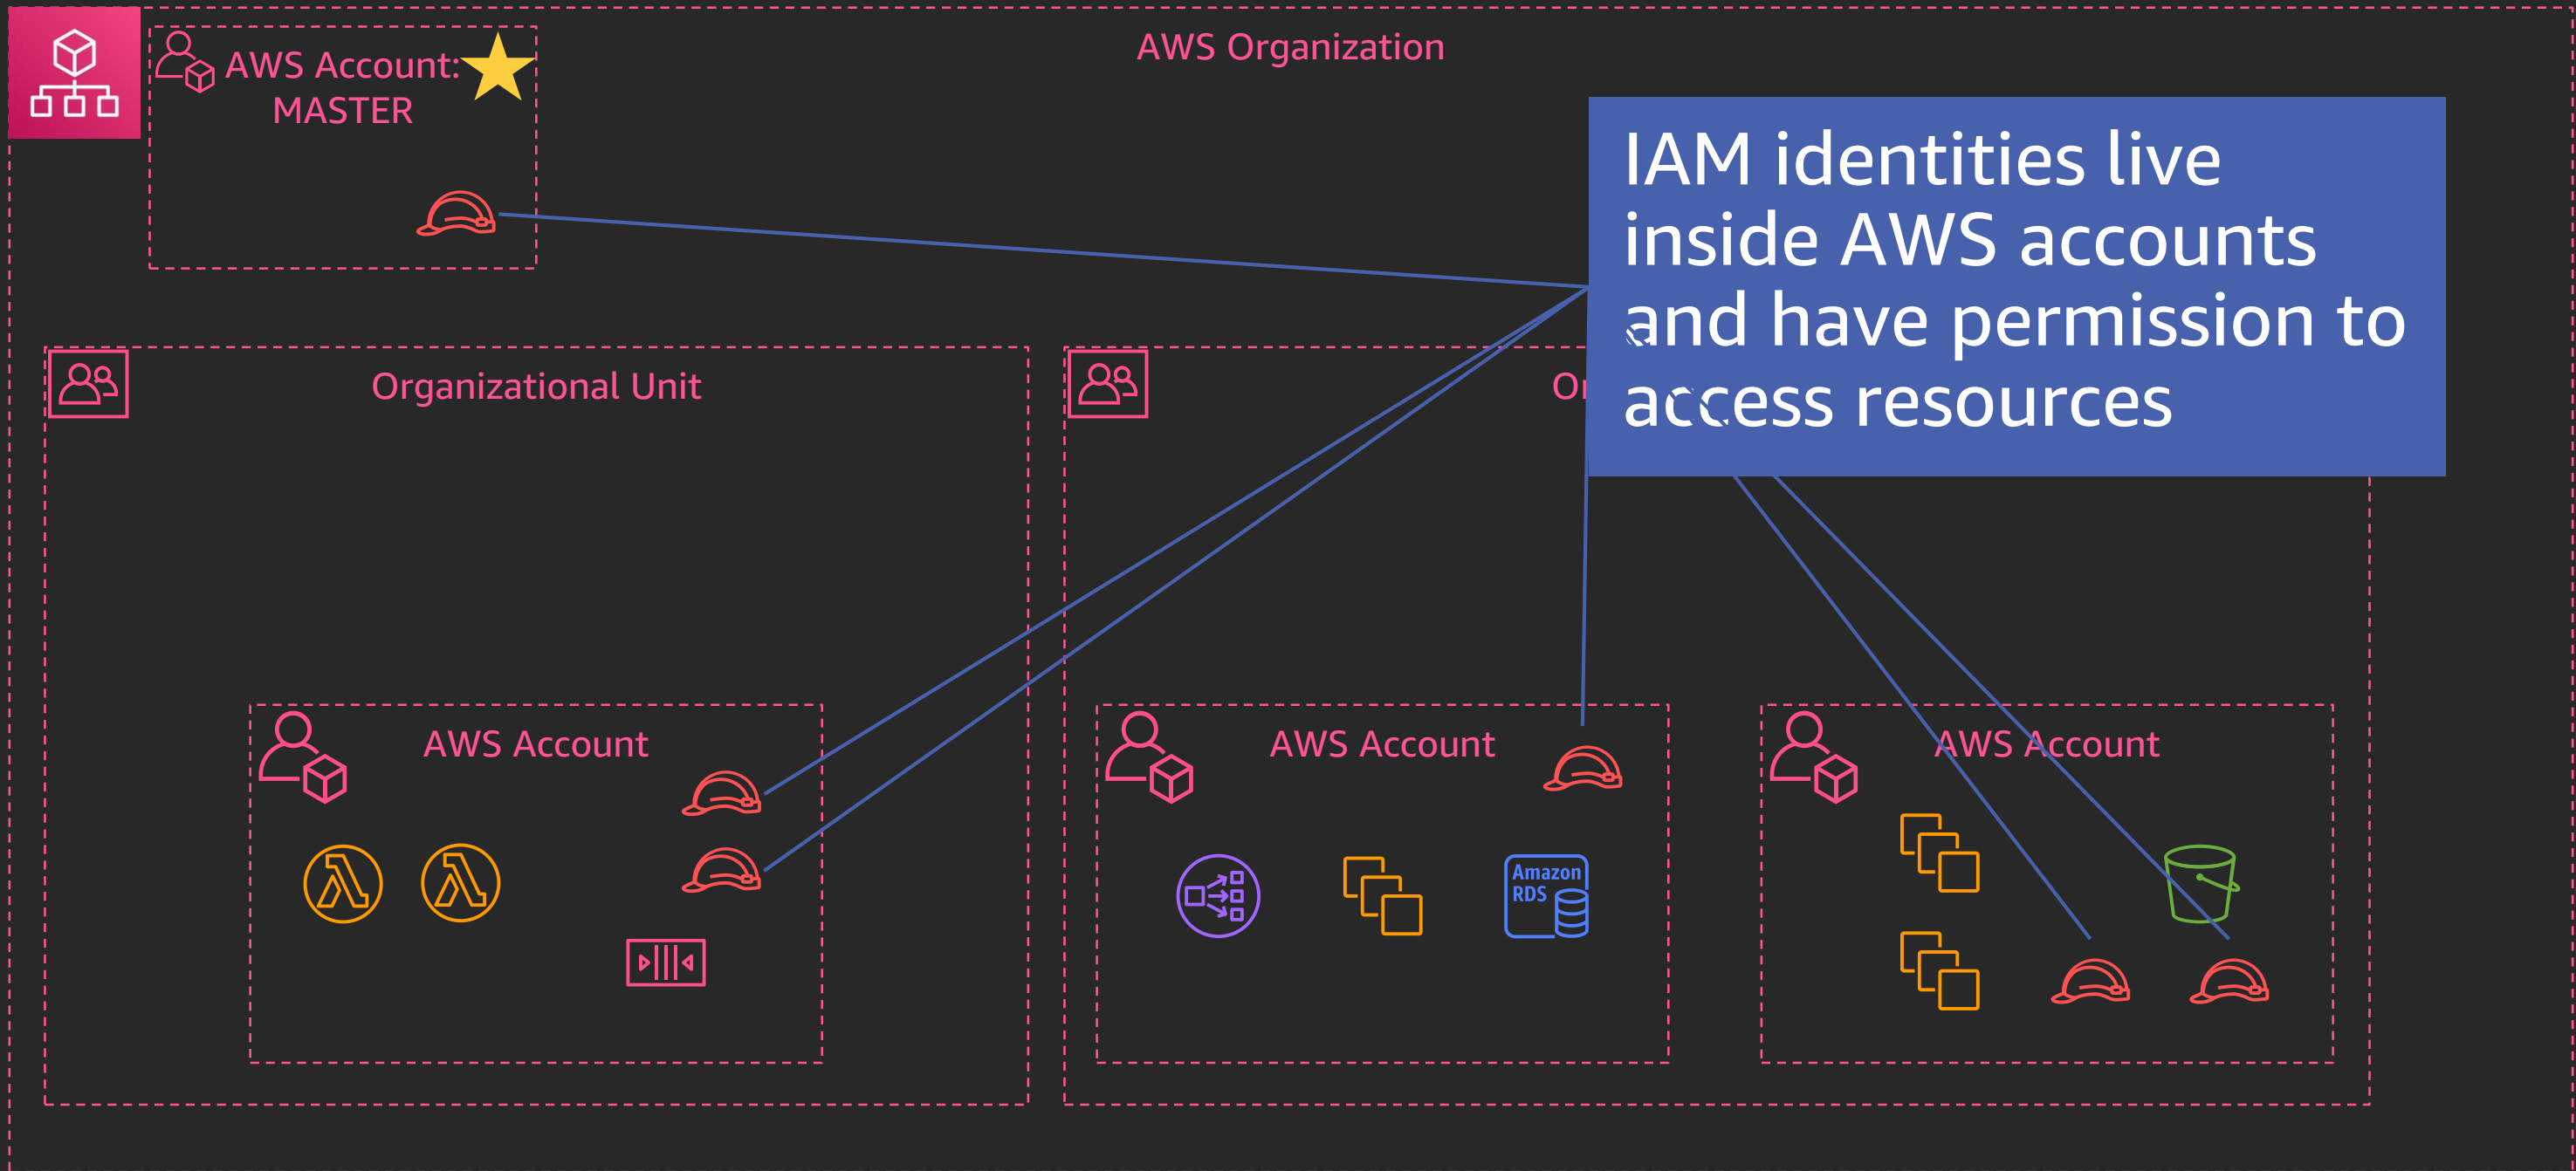 AWS Organization
AWS Account:
MASTER
IAM identities live
inside AWS accounts
and have permission to
access resources
Organizational Unit
AWS Account
AWS Account
AWS Account
Amazon
RDS